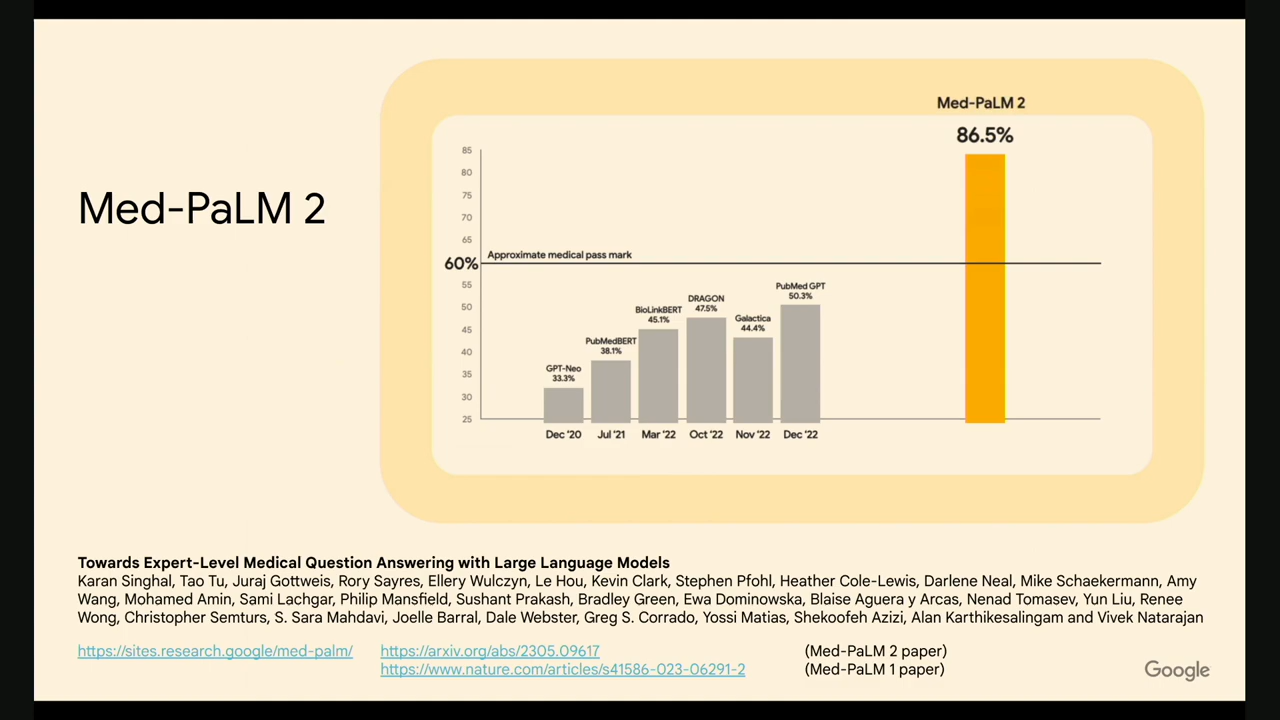 Med-PaLM 2
Med-PaLM 2
86.5%
85
80
75
70
65
60%
Approximate medical pass mark
55
50
45
40
35
30
25
GPT-Neo
33.3%
PubMedBERT
38.1%
BioLinkBERT
45.1%
DRAGON
47.5%
Galactica
44.4%
PubMed GPT
50.3%
Dec '20 Jul '21 Mar '22 Oct '22 Nov '22 Dec '22
Towards Expert-Level Medical Question Answering with Large Language Models
Karan Singhal, Tao Tu, Juraj Gottweis, Rory Sayres, Ellery Wulczyn, Le Hou, Kevin Clark, Stephen Pfohl, Heather Cole-Lewis, Darlene Neal, Mike Schaekermann, Amy
Wang, Mohamed Amin, Sami Lachgar, Philip Mansfield, Sushant Prakash, Bradley Green, Ewa Dominowska, Blaise Aguera y Arcas, Nenad Tomasev, Yun Liu, Renee
Wong, Christopher Semturs, S. Sara Mahdavi, Joelle Barral, Dale Webster, Greg S. Corrado, Yossi Matias, Shekoofeh Azizi, Alan Karthikesalingam and Vivek Natarajan
https://sites.research.google/med-palm/ https://arxiv.org/abs/2305.09617 (Med-PaLM 2 paper)
https://www.nature.com/articles/s41586-023-06291-2 (Med-PaLM 1 paper)
Google